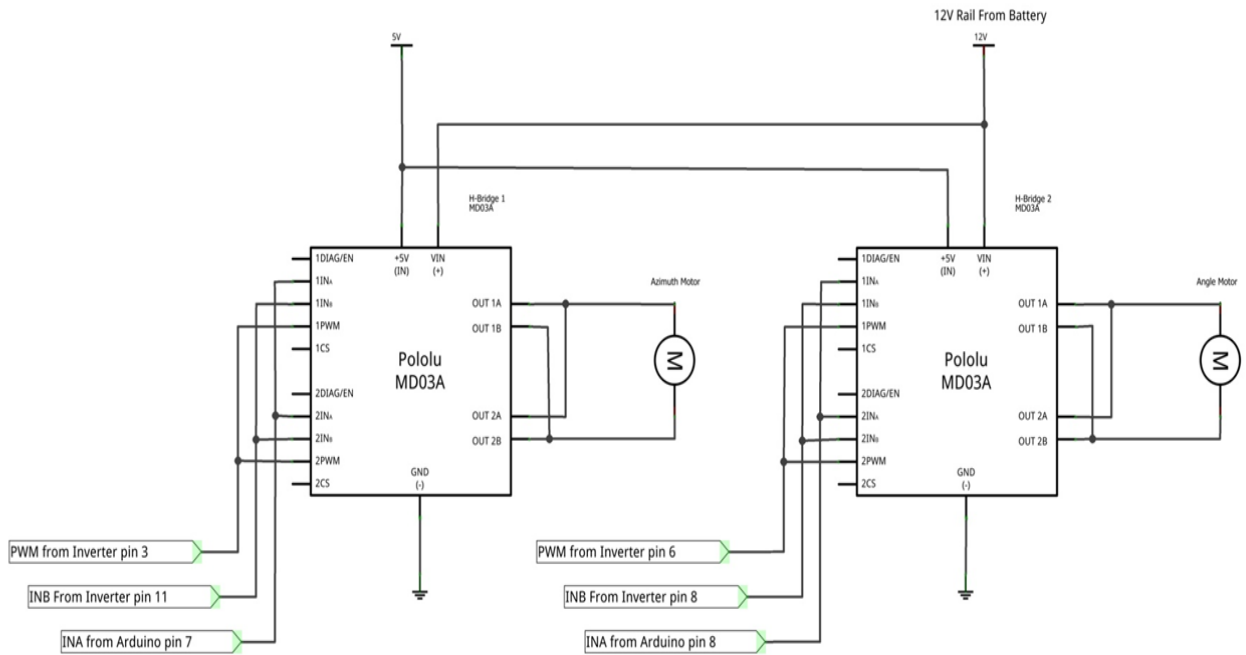 12V Rail From Battery
5V
12V
H-Bridge 1
MD03A
H-Bridge 2
MD03A
1DIAG/EN
+5V
(IN)
VIN
(+)
1INA
1INB
OUT 1A
1PWM
OUT 1B
1CS
Pololu
MD03A
2DIAG/EN
2INA
OUT 2A
2INB
OUT 2B
2PWM
GND
(-)
2CS
Azimuth Motor
M
1DIAG/EN
+5V
(IN)
VIN
(+)
1INA
1INB
OUT 1A
1PWM
OUT 1B
1CS
Pololu
MD03A
2DIAG/EN
2INA
OUT 2A
2INB
OUT 2B
2PWM
GND
(-)
2CS
Angle Motor
M
PWM from Inverter pin 3
INB From Inverter pin 11
INA from Arduino pin 7
PWM from Inverter pin 6
INB From Inverter pin 8
INA from Arduino pin 8